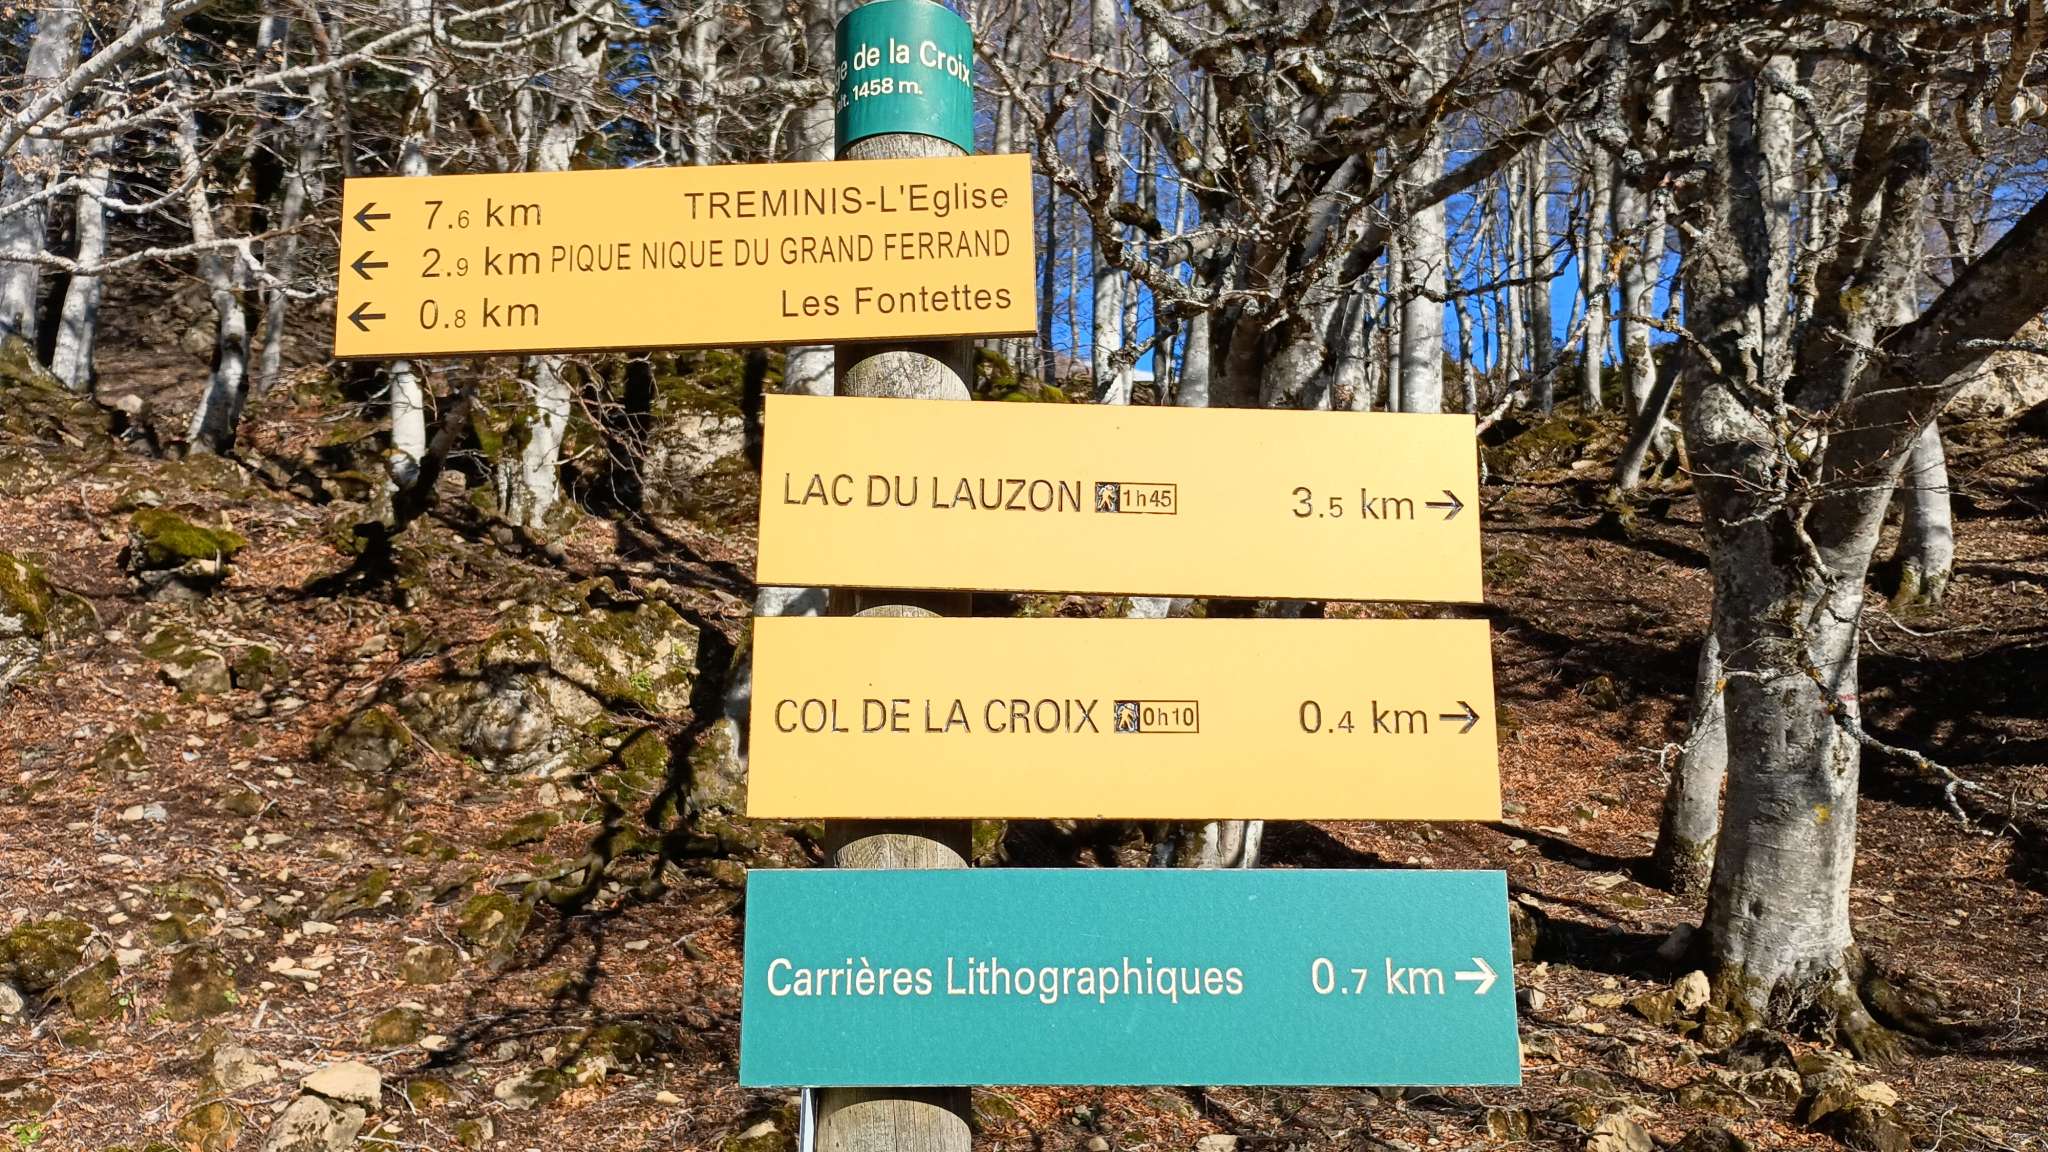 de la Croix
1458 m.
← 7.6 km TREMINIS-L'Eglise
← 2.9 km PIQUE NIQUE DU GRAND FERRAND
← 0.8 km Les Fontettes
LAC DU LAUZON 1h45 3.5 km →
COL DE LA CROIX 0h10 0.4 km →
Carrières Lithographiques 0.7 km →